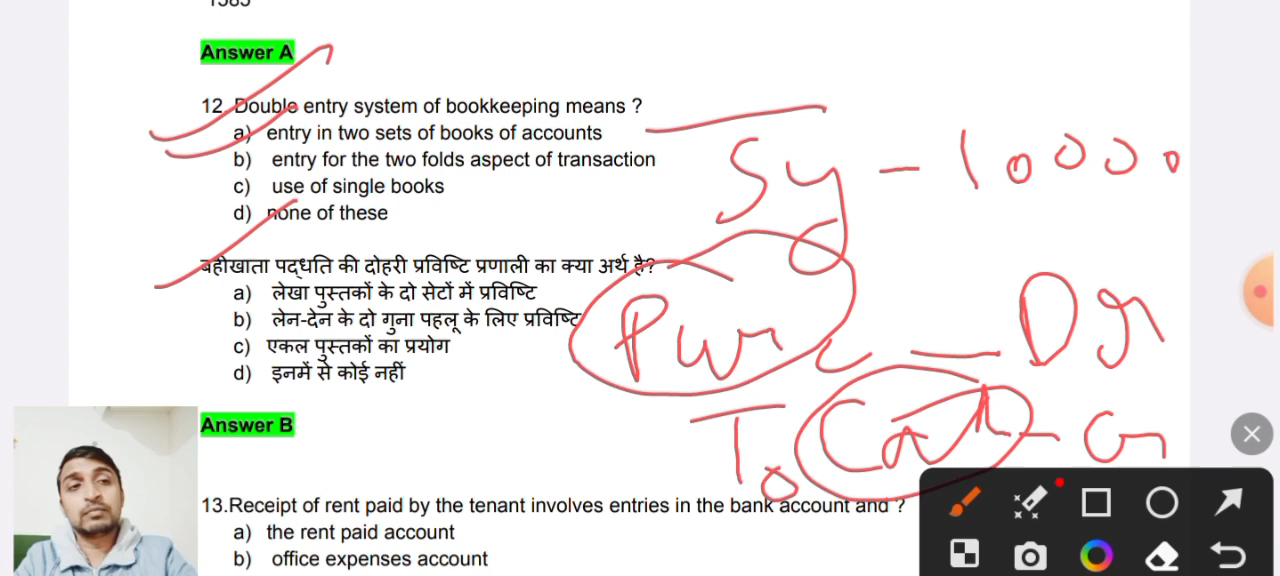 1585
Answer A
12. Double entry system of bookkeeping means ?
a) entry in two sets of books of accounts
b) entry for the two folds aspect of transaction
c) use of single books
d) none of these
बहीखाता पद्धति की दोहरी प्रविष्टि प्रणाली का क्या अर्थ है?
a) लेखा पुस्तकों के दो सेटों में प्रविष्टि
b) लेन-देन के दो गुना पहलू के लिए प्रविष्टि
c) एकल पुस्तकों का प्रयोग
d) इनमें से कोई नहीं
Answer B
13.Receipt of rent paid by the tenant involves entries in the bank account and ?
a) the rent paid account
b) office expenses account
Sy - 10000
Pur - Dr
To Cash - Cr